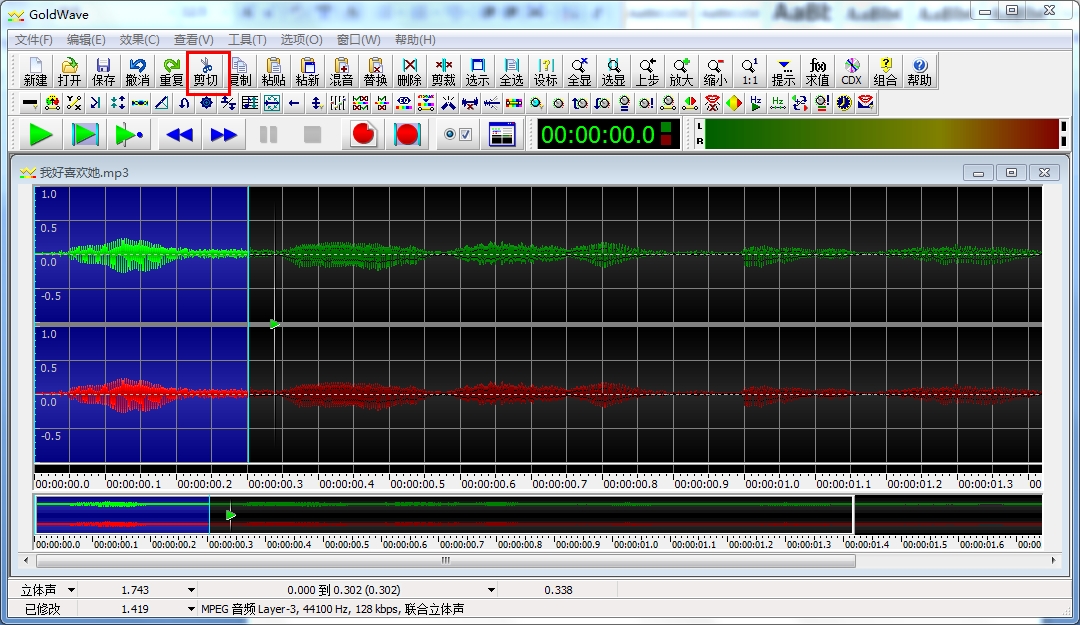 GoldWave
文件(F) 编辑(E) 效果(C) 查看(V) 工具(T) 选项(O) 窗口(W) 帮助(H)
新建 打开 保存 撤消 重复 剪切 复制 粘贴 粘新 混音 替换 删除 剪裁 选示 全选 设标 全显 选显 上步 放大 缩小 1:1 提示 求值 CDX 组合 帮助
00:00:00.0
L
R
我好喜欢她.mp3
1.0
0.5
0.0
-0.5
1.0
0.5
0.0
-0.5
00:00:00.0 00:00:00.1 00:00:00.2 00:00:00.3 00:00:00.4 00:00:00.5 00:00:00.6 00:00:00.7 00:00:00.8 00:00:00.9 00:00:01.0 00:00:01.1 00:00:01.2 00:00:01.3 00
00:00:00.0 00:00:00.1 00:00:00.2 00:00:00.3 00:00:00.4 00:00:00.5 00:00:00.6 00:00:00.7 00:00:00.8 00:00:00.9 00:00:01.0 00:00:01.1 00:00:01.2 00:00:01.3 00:00:01.4 00:00:01.5 00:00:01.6 00:00
立体声 1.743 0.000 到 0.302 (0.302) 0.338
已修改 1.419 MPEG 音频 Layer-3, 44100 Hz, 128 kbps, 联合立体声